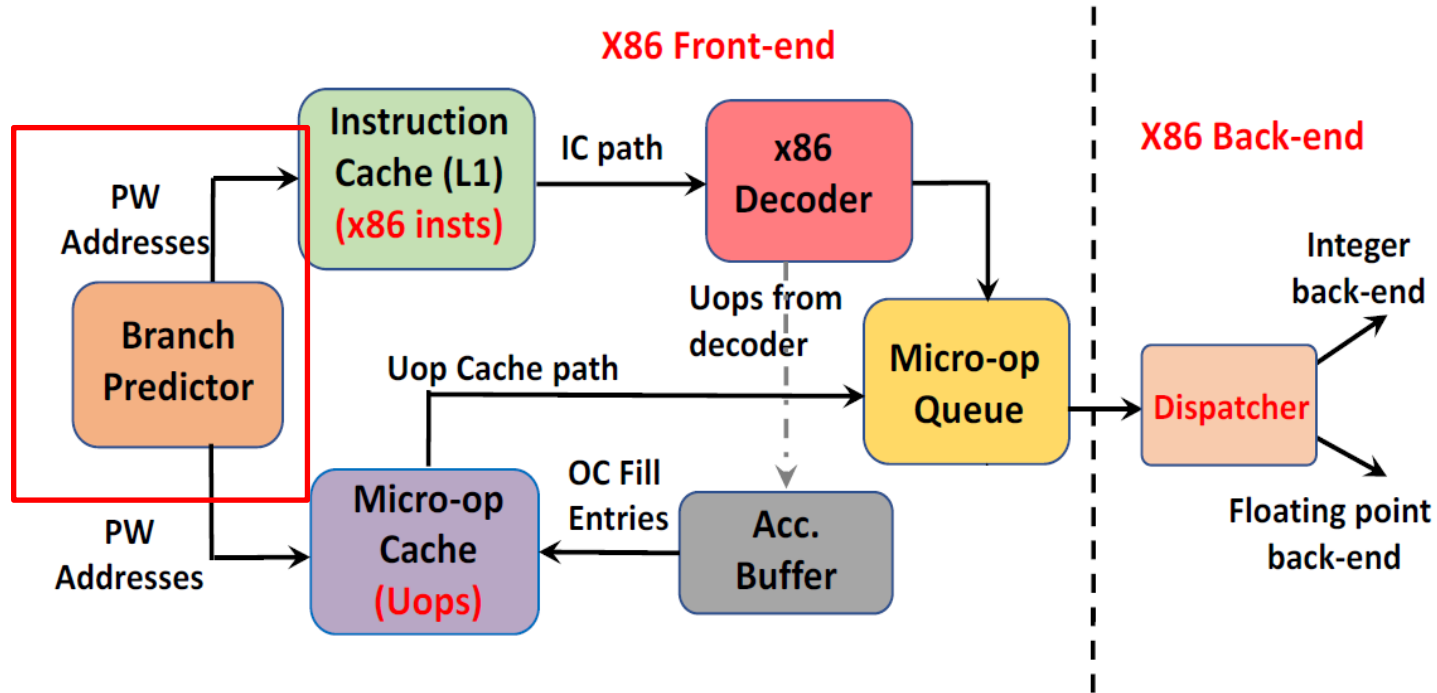 X86 Front-end
Instruction
Cache (L1)
(x86 insts)
IC path
x86
Decoder
X86 Back-end
PW
Addresses
Branch
Predictor
Uops from
decoder
Uop Cache path
Micro-op
Queue
Integer
back-end
Dispatcher
Floating point
back-end
PW
Addresses
Micro-op
Cache
(Uops)
OC Fill
Entries
Acc.
Buffer